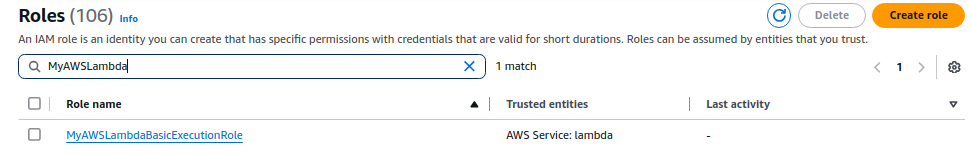 Roles (106) Info
Delete
Create role
An IAM role is an identity you can create that has specific permissions with credentials that are valid for short durations. Roles can be assumed by entities that you trust.
MyAWSLambda
1 match
1
Role name
Trusted entities
Last activity
MyAWSLambdaBasicExecutionRole
AWS Service: lambda
-